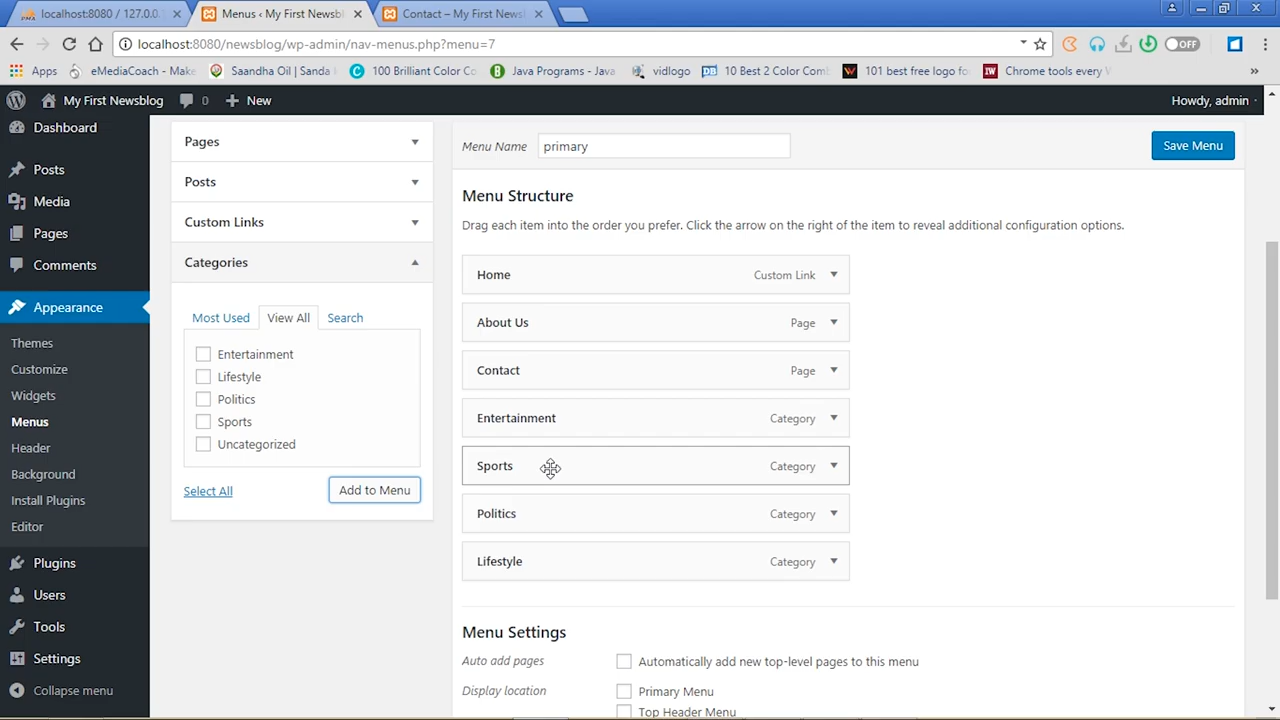 localhost:8080 / 127.0.0.
Menus ‹ My First Newsbl
Contact – My First News
localhost:8080/newsblog/wp-admin/nav-menus.php?menu=7
OFF
Apps
eMediaCoach - Make
Saandha Oil | Sanda
100 Brilliant Color Co
Java Programs - Java
vidlogo
10 Best 2 Color Comb
101 best free logo fo
Chrome tools every
My First Newsblog
0
New
Howdy, admin
Dashboard
Posts
Media
Pages
Comments
Appearance
Themes
Customize
Widgets
Menus
Header
Background
Install Plugins
Editor
Plugins
Users
Tools
Settings
Collapse menu
Pages
Posts
Custom Links
Categories
Most Used
View All
Search
Entertainment
Lifestyle
Politics
Sports
Uncategorized
Select All
Add to Menu
Menu Name
primary
Save Menu
Menu Structure
Drag each item into the order you prefer. Click the arrow on the right of the item to reveal additional configuration options.
Home Custom Link
About Us Page
Contact Page
Entertainment Category
Sports Category
Politics Category
Lifestyle Category
Menu Settings
Auto add pages
Automatically add new top-level pages to this menu
Display location
Primary Menu
Top Header Menu